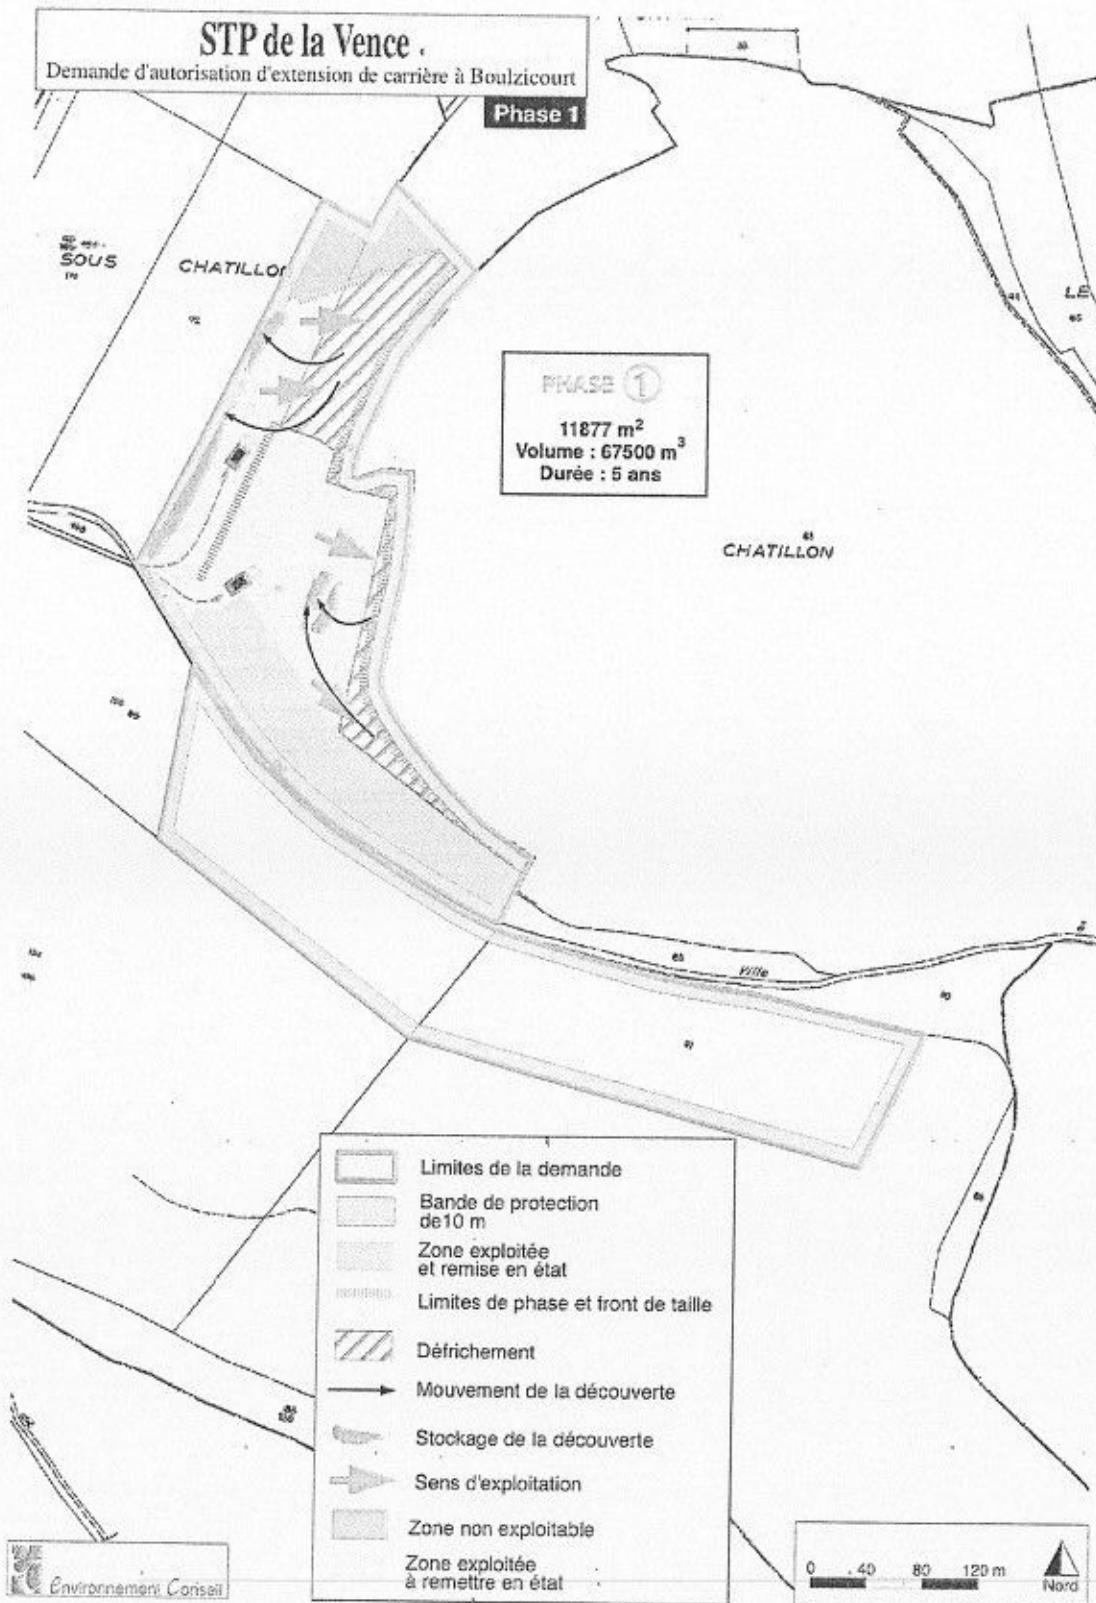 STP de la Vence
Demande d'autorisation d'extension de carrière à Boulzicourt
Phase 1
SOUS
CHATILLON
LE
65
PHASE 1
11877 m²
Volume : 67500 m³
Durée : 5 ans
CHATILLON
Ville
Limites de la demande
Bande de protection
de10 m
Zone exploitée
et remise en état
Limites de phase et front de taille
Défrichement
Mouvement de la découverte
Stockage de la découverte
Sens d'exploitation
Zone non exploitable
Zone exploitée
à remettre en état
Environnement Conseil
0 40 80 120 m
Nord